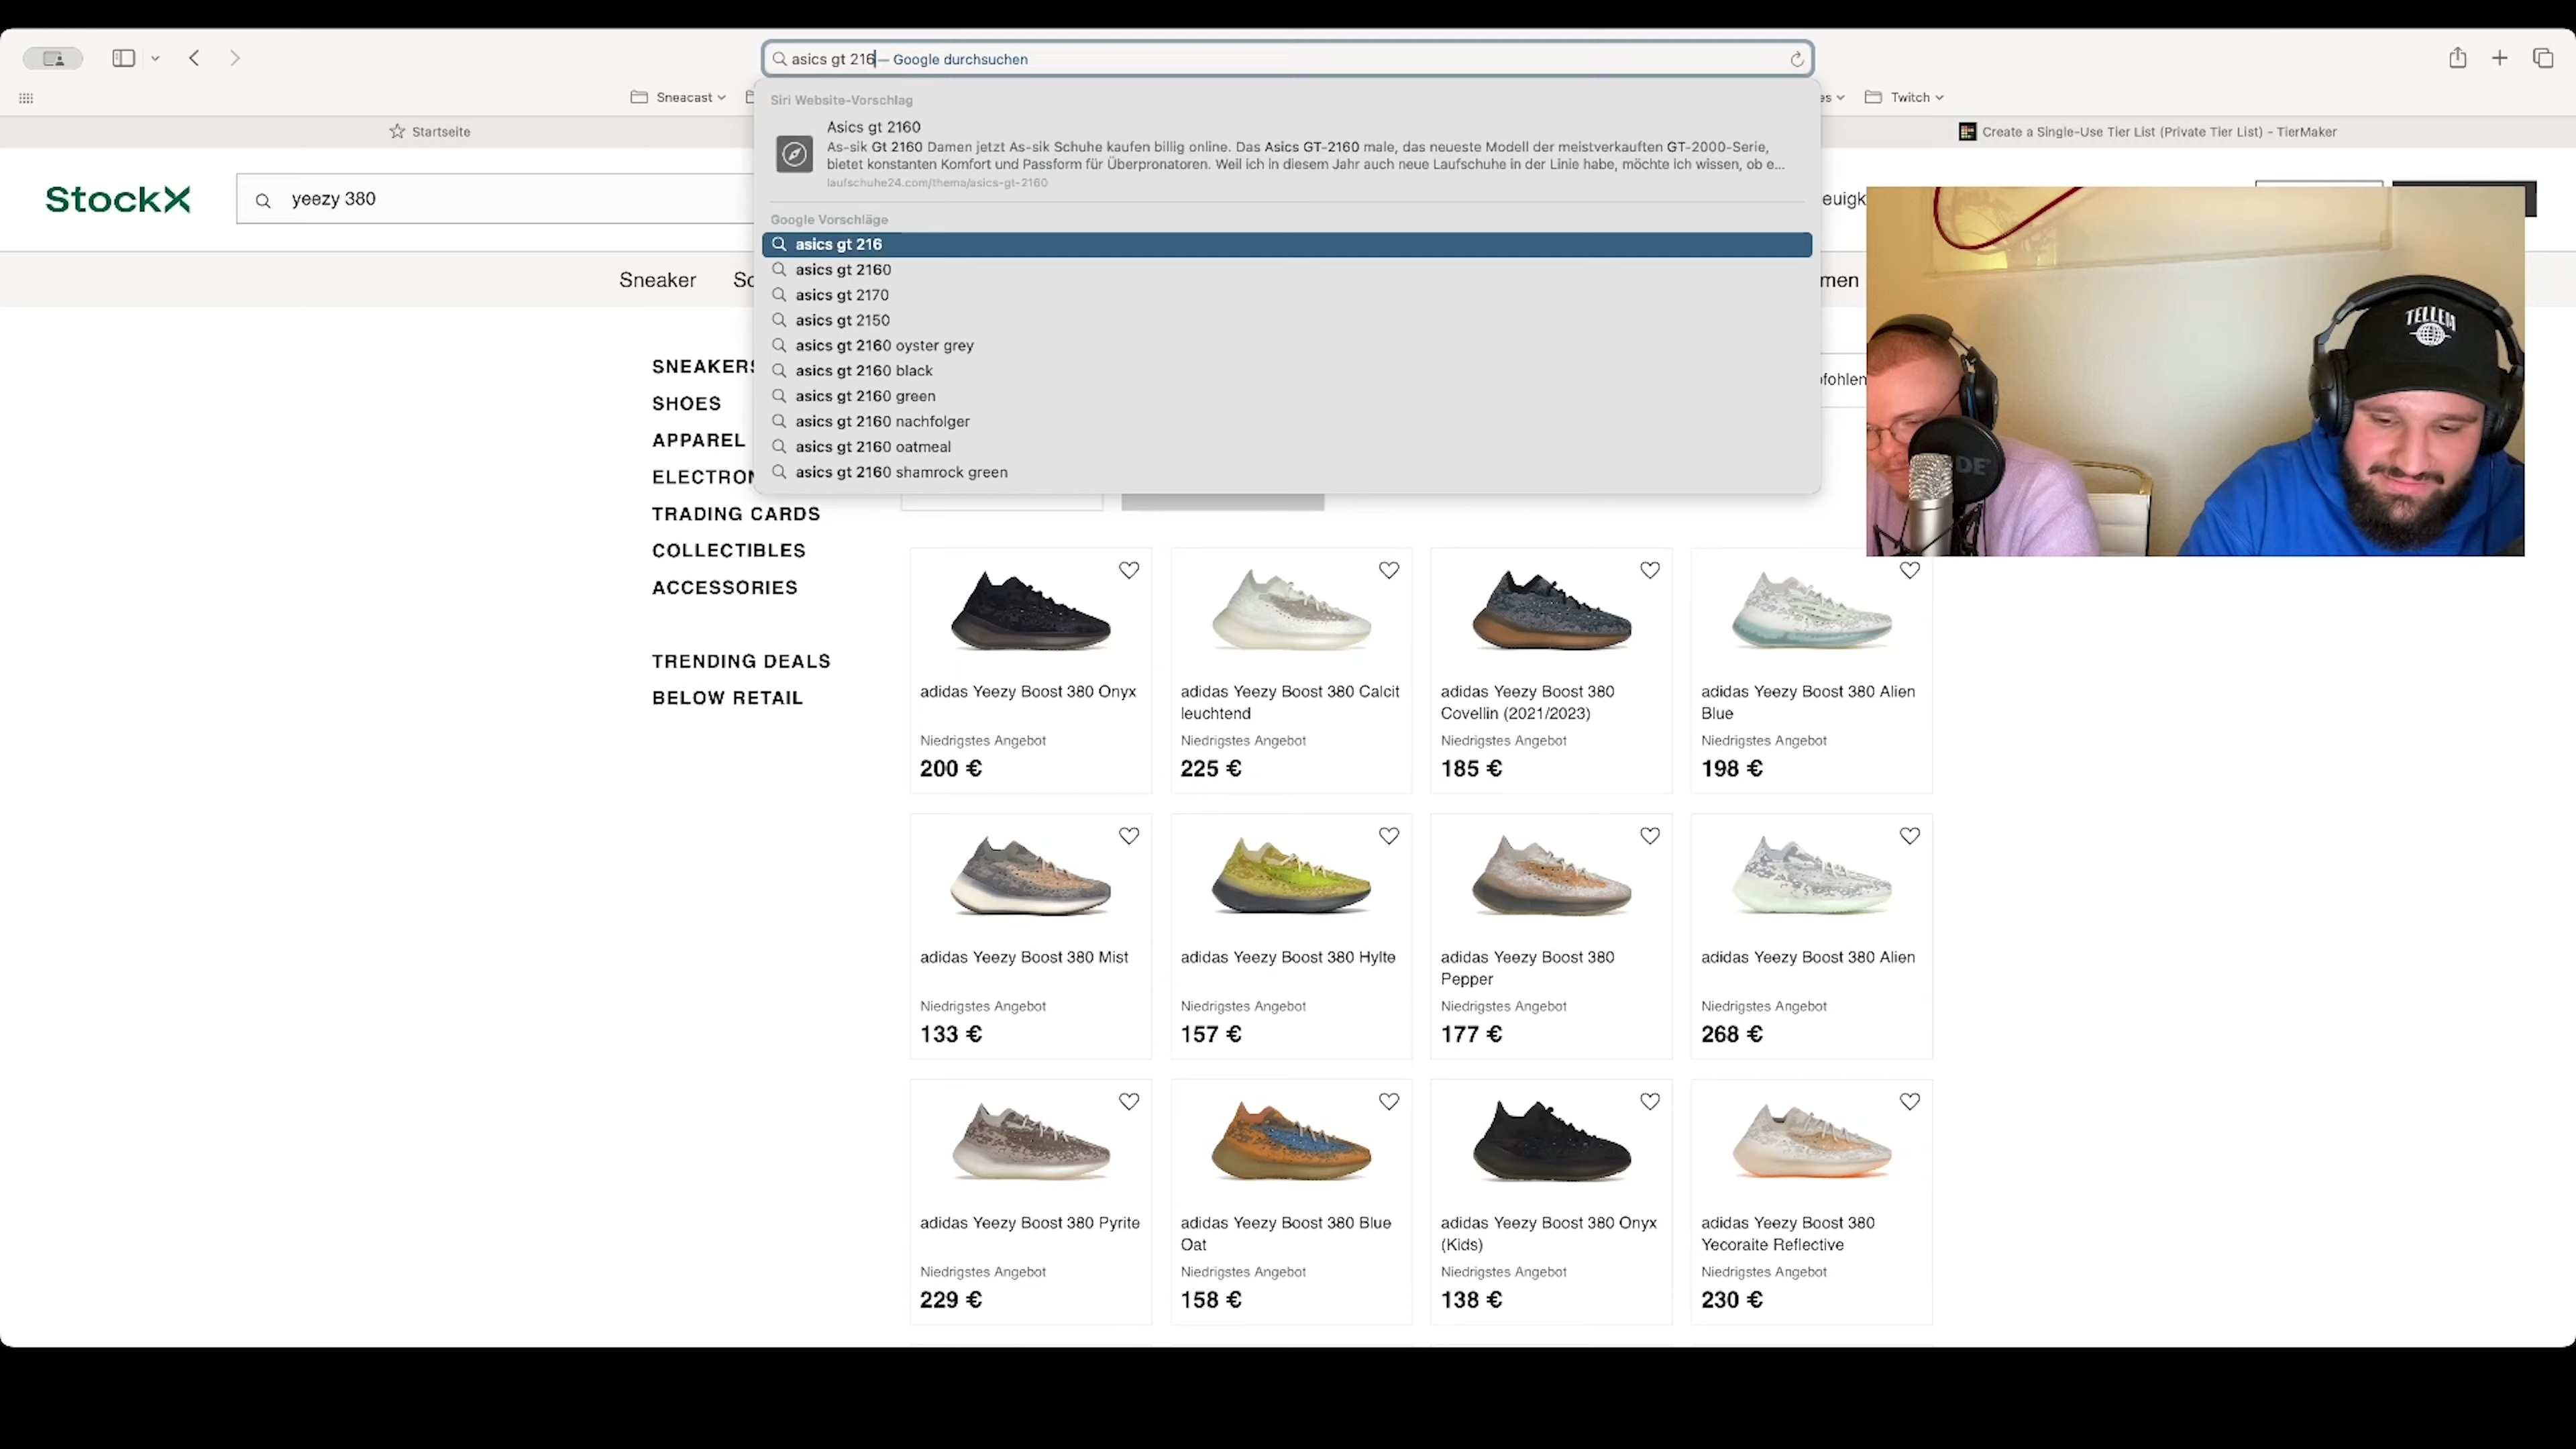 asics gt 216 — Google durchsuchen
Sneacast
es
Twitch
Siri Website-Vorschlag
Asics gt 2160
As-sik Gt 2160 Damen jetzt As-sik Schuhe kaufen billig online. Das Asics GT-2160 male, das neueste Modell der meistverkauften GT-2000-Serie,
bietet konstanten Komfort und Passform für Überpronatoren. Weil ich in diesem Jahr auch neue Laufschuhe in der Linie habe, möchte ich wissen, ob e...
laufschuhe24.com/thema/asics-gt-2160
Google Vorschläge
asics gt 216
asics gt 2160
asics gt 2170
asics gt 2150
asics gt 2160 oyster grey
asics gt 2160 black
asics gt 2160 green
asics gt 2160 nachfolger
asics gt 2160 oatmeal
asics gt 2160 shamrock green
Startseite
Create a Single-Use Tier List (Private Tier List) - TierMaker
StockX
yeezy 380
euigk
Sneaker
Sc
men
pfohlen
TELLEM
DE
SNEAKERS
SHOES
APPAREL
ELECTRON
TRADING CARDS
COLLECTIBLES
ACCESSORIES
TRENDING DEALS
BELOW RETAIL
adidas Yeezy Boost 380 Onyx
Niedrigstes Angebot
200 €
adidas Yeezy Boost 380 Calcit
leuchtend
Niedrigstes Angebot
225 €
adidas Yeezy Boost 380
Covellin (2021/2023)
Niedrigstes Angebot
185 €
adidas Yeezy Boost 380 Alien
Blue
Niedrigstes Angebot
198 €
adidas Yeezy Boost 380 Mist
Niedrigstes Angebot
133 €
adidas Yeezy Boost 380 Hylte
Niedrigstes Angebot
157 €
adidas Yeezy Boost 380
Pepper
Niedrigstes Angebot
177 €
adidas Yeezy Boost 380 Alien
Niedrigstes Angebot
268 €
adidas Yeezy Boost 380 Pyrite
Niedrigstes Angebot
229 €
adidas Yeezy Boost 380 Blue
Oat
Niedrigstes Angebot
158 €
adidas Yeezy Boost 380 Onyx
(Kids)
Niedrigstes Angebot
138 €
adidas Yeezy Boost 380
Yecoraite Reflective
Niedrigstes Angebot
230 €